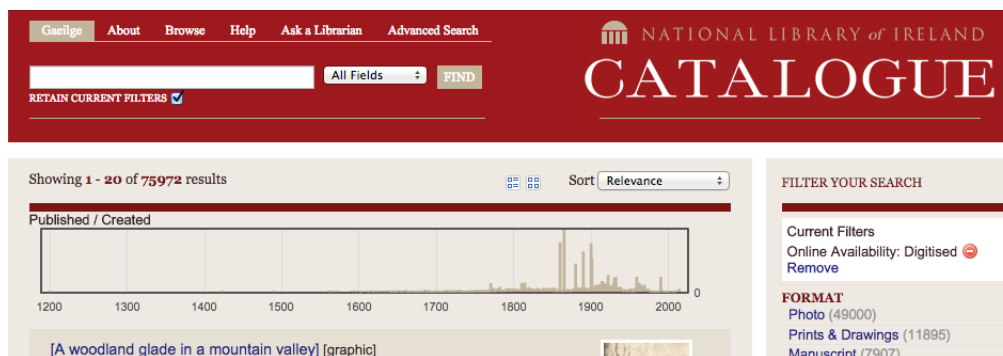 Gaeilge About Browse Help Ask a Librarian Advanced Search
NATIONAL LIBRARY of IRELAND
CATALOGUE
All Fields FIND
RETAIN CURRENT FILTERS
Showing 1 - 20 of 75972 results
Sort Relevance
Published / Created
0
1200 1300 1400 1500 1600 1700 1800 1900 2000
[A woodland glade in a mountain valley] [graphic]
FILTER YOUR SEARCH
Current Filters
Online Availability: Digitised
Remove
FORMAT
Photo (49000)
Prints & Drawings (11895)
Manuscript (7907)